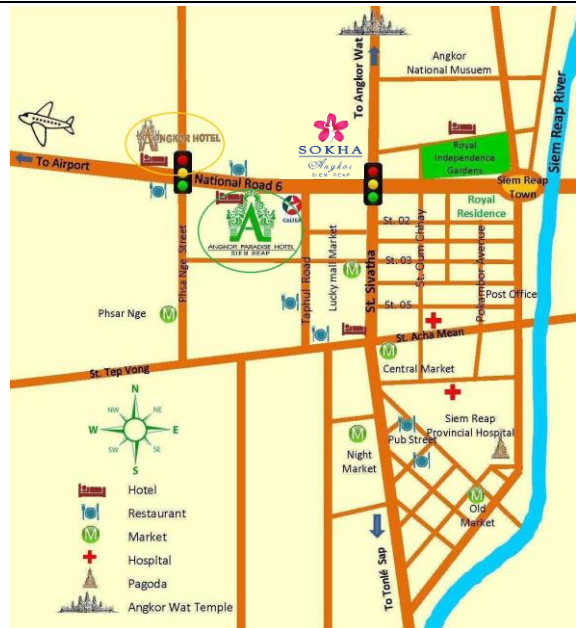 To Angkor Wat
Angkor
National Musuem
ANGKOR HOTEL
SOKHA
Angkor
SIEM REAP
Royal
Independence
Gardens
Siem Reap River
To Airport
National Road 6
Siem Reap
Town
CALTEX
Royal
Residence
ANGKOR PARADISE HOTEL
SIEM REAP
St. 02
St. 03
St. 05
Phsa Nge Street
Taphul Road
Lucky mall Market
St. Sivatha
St. Oum Chhay
Pokambor Avenue
Post Office
Phsar Nge
M
M
St. Acha Mean
St. Tep Vong
M
Central Market
N
NW
NE
W
E
SW
SE
S
Siem Reap
Provincial Hospital
Pub Street
M
Night
Market
M
Old
Market
To Tonlé Sap
Hotel
Restaurant
M
Market
Hospital
Pagoda
Angkor Wat Temple